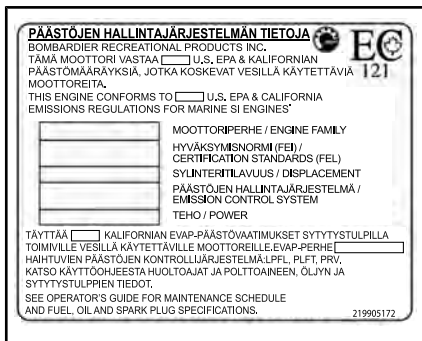 PÄÄSTÖJEN HALLINTAJÄRJESTELMÄN TIETOJA
BOMBARDIER RECREATIONAL PRODUCTS INC.
TÄMÄ MOOTTORI VASTAA U.S. EPA & KALIFORNIAN
PÄÄSTÖMÄÄRÄYKSIÄ, JOTKA KOSKEVAT VESILLÄ KÄYTETTÄVIÄ
MOOTTOREITA.
EC
121
THIS ENGINE CONFORMS TO U.S. EPA & CALIFORNIA
EMISSIONS REGULATIONS FOR MARINE SI ENGINES*
MOOTTORIPERHE / ENGINE FAMILY
HYVÄKSYMISNORMI (FEI) /
CERTIFICATION STANDARDS (FEL)
SYLINTERITILAVUUS / DISPLACEMENT
PÄÄSTÖJEN HALLINTAJÄRJESTELMÄ /
EMISSION CONTROL SYSTEM
TEHO / POWER
TÄYTTÄÄ KALIFORNIAN EVAP-PÄÄSTÖVAATIMUKSET SYTYTYSTULPILLA
TOIMIVILLE VESILLÄ KÄYTETTÄVILLE MOOTTOREILLE.EVAP-PERHE
HAIHTUVIEN PÄÄSTÖJEN KONTROLLIJÄRJESTELMÄ:LPFL, PLFT, PRV,
KATSO KÄYTTÖOHJEESTA HUOLTOAJAT JA POLTTOAINEEN, ÖLJYN JA
SYTYTYSTULPPIEN TIEDOT.
SEE OPERATOR'S GUIDE FOR MAINTENANCE SCHEDULE
AND FUEL, OIL AND SPARK PLUG SPECIFICATIONS.
219905172